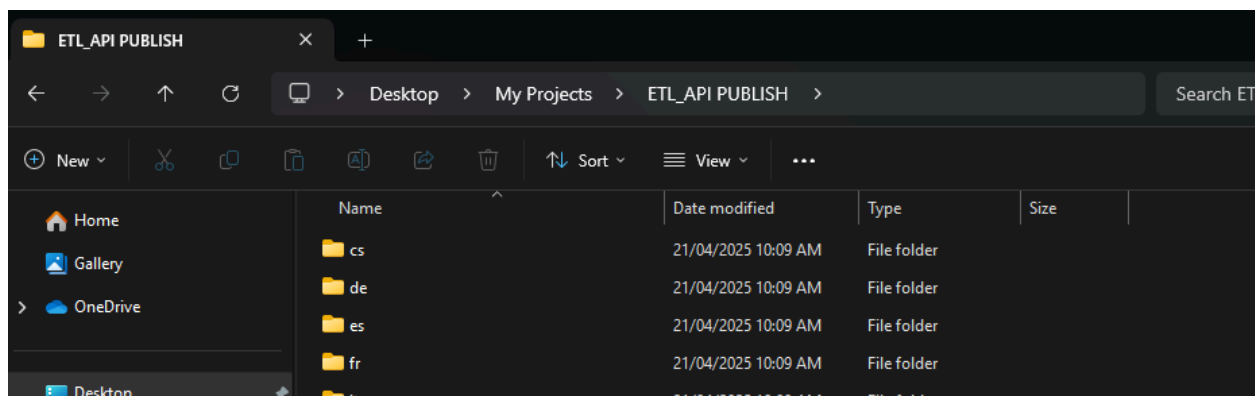 ETL_API PUBLISH
Desktop > My Projects > ETL_API PUBLISH > Search ET
New Sort View
Name Date modified Type Size
Home
Gallery
OneDrive
Desktop
cs 21/04/2025 10:09 AM File folder
de 21/04/2025 10:09 AM File folder
es 21/04/2025 10:09 AM File folder
fr 21/04/2025 10:09 AM File folder